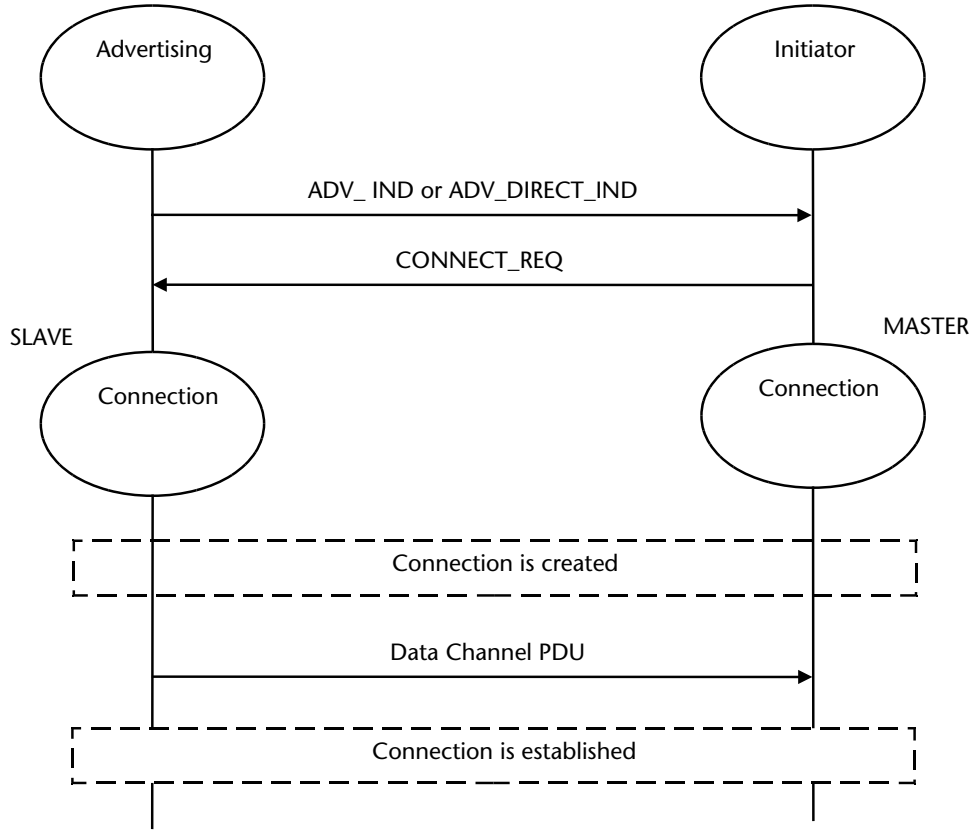 Advertising
Initiator
ADV_ IND or ADV_DIRECT_IND
CONNECT_REQ
SLAVE
MASTER
Connection
Connection
Connection is created
Data Channel PDU
Connection is established